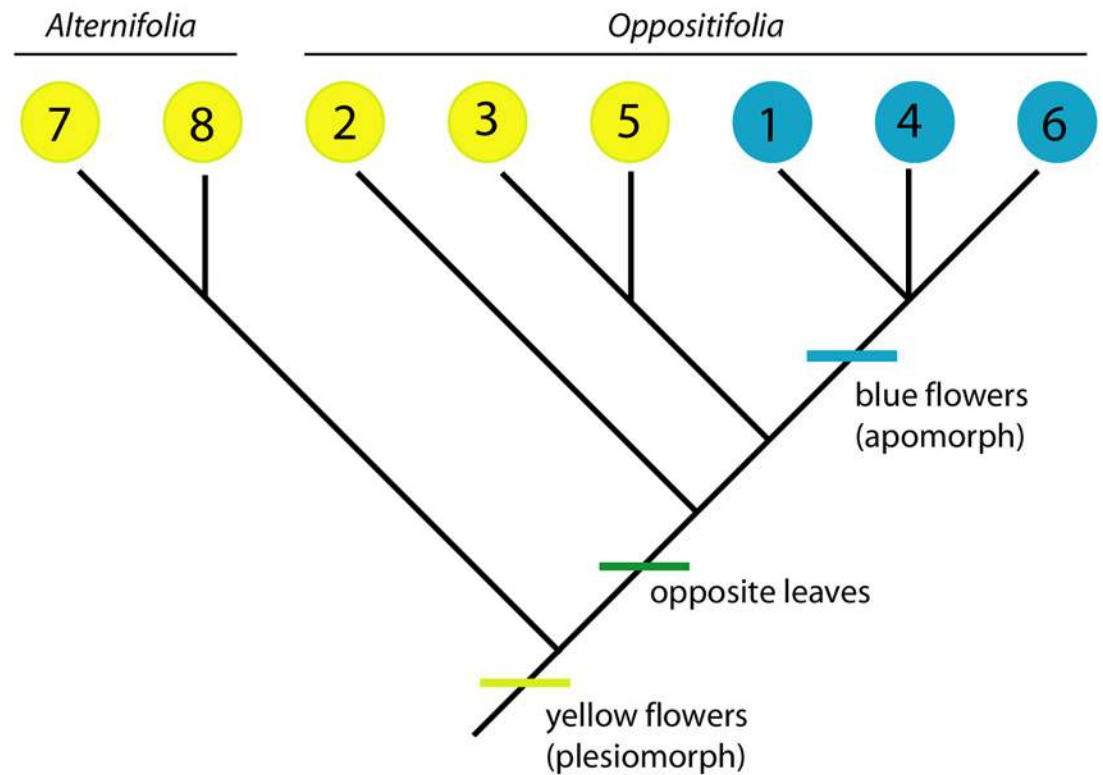 Alternifolia
Oppositifolia
7
8
2
3
5
1
4
6
blue flowers
(apomorph)
opposite leaves
yellow flowers
(plesiomorph)